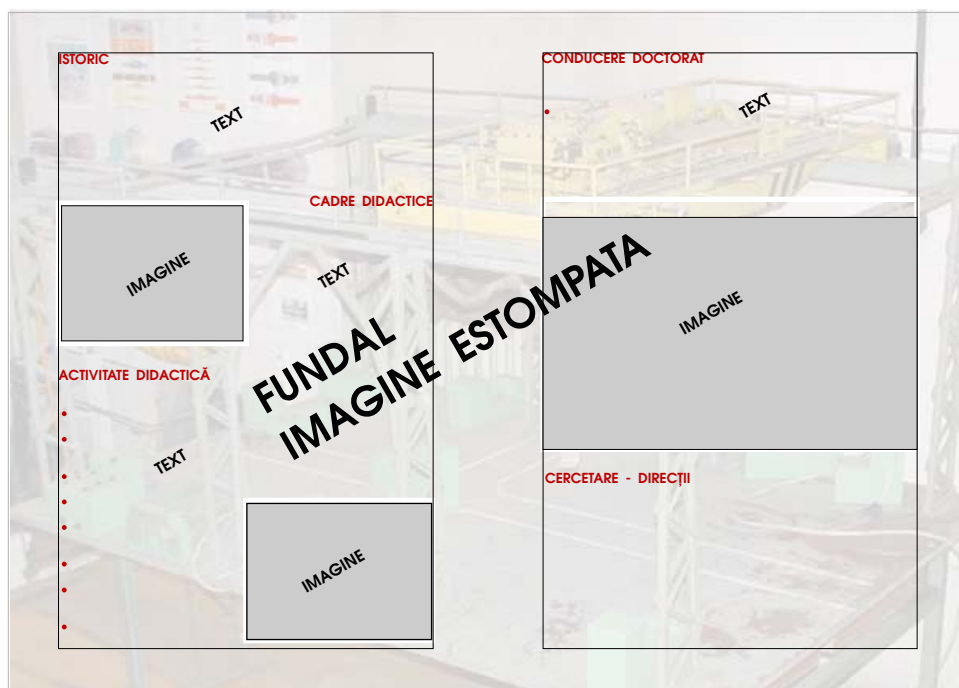 ISTORIC
TEXT
CADRE DIDACTICE
IMAGINE
TEXT
ACTIVITATE DIDACTICĂ
TEXT
IMAGINE
FUNDAL
IMAGINE ESTOMPATA
CONDUCERE DOCTORAT
TEXT
IMAGINE
CERCETARE - DIRECȚII